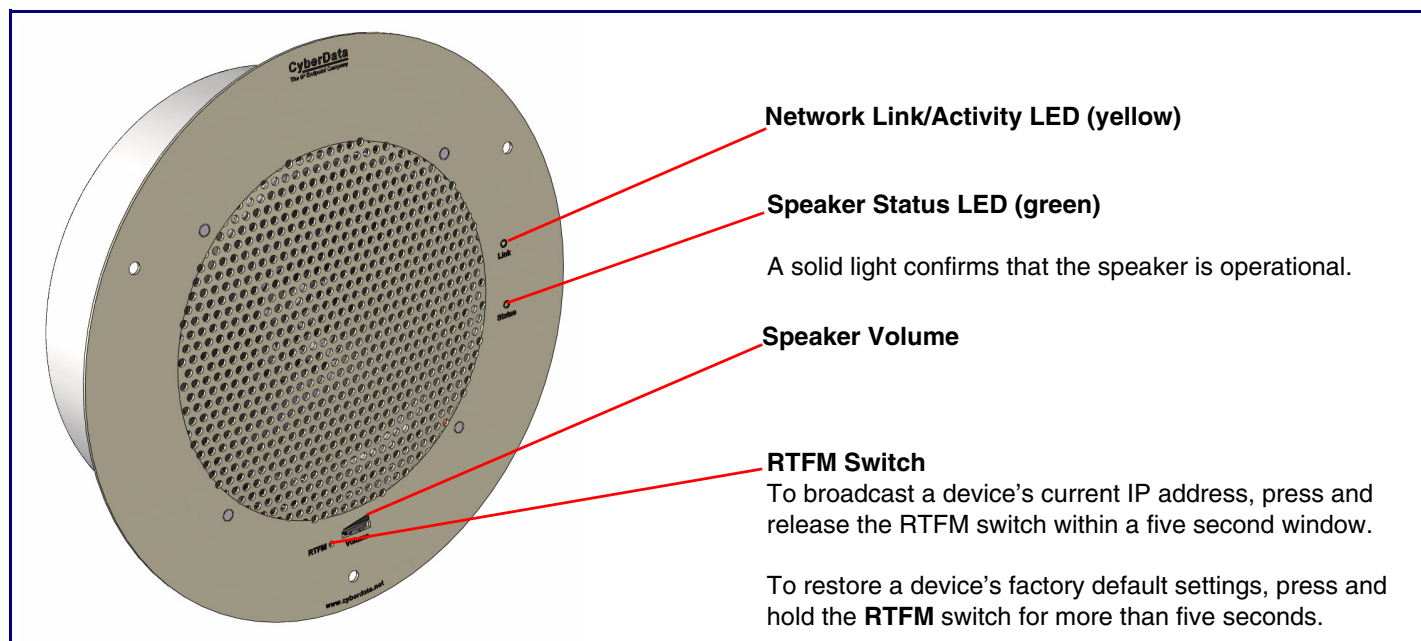 CyberData
The IP Endpoint Company
Network Link/Activity LED (yellow)
Speaker Status LED (green)
A solid light confirms that the speaker is operational.
Link
Status
Speaker Volume
RTFM Switch
To broadcast a device’s current IP address, press and
release the RTFM switch within a five second window.
To restore a device’s factory default settings, press and
hold the RTFM switch for more than five seconds.
RTFM
Volume
www.cyberdata.net